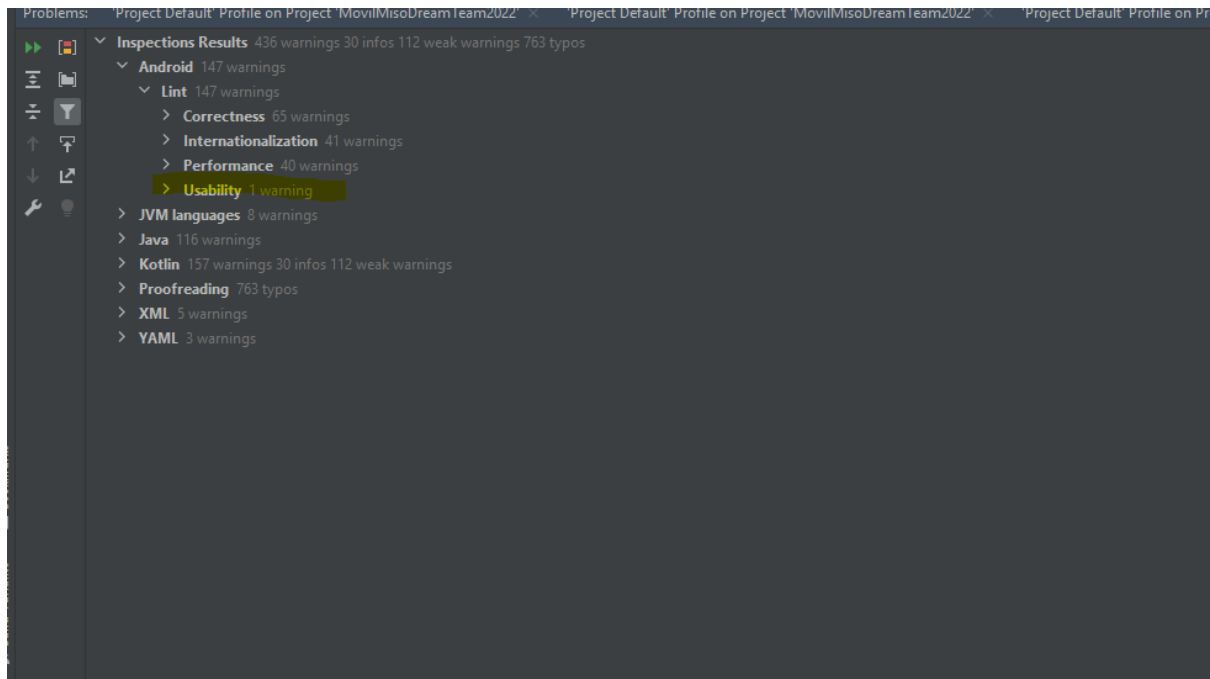 Problems: 'Project Default' Profile on Project 'MovilMisoDreamTeam2022' × 'Project Default' Profile on Project 'MovilMisoDreamTeam2022' × 'Project Default' Profile on Pr
Inspections Results 436 warnings 30 infos 112 weak warnings 763 typos
Android 147 warnings
Lint 147 warnings
Correctness 65 warnings
Internationalization 41 warnings
Performance 40 warnings
Usability 1 warning
JVM languages 8 warnings
Java 116 warnings
Kotlin 157 warnings 30 infos 112 weak warnings
Proofreading 763 typos
XML 5 warnings
YAML 3 warnings